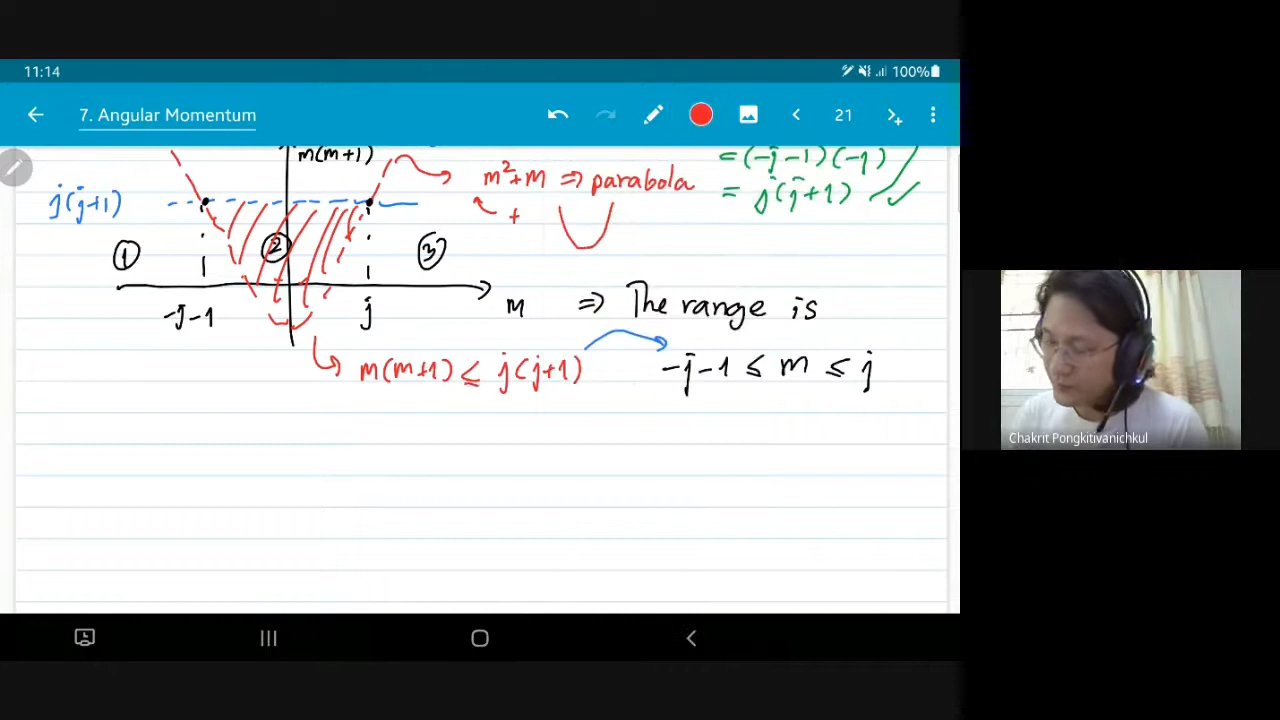 11:14
100%
7. Angular Momentum
21
m(m+1)
= (-j-1)(-j)
m²+m ⇒ parabola
= j(j+1)
j(j+1)
+
① ② ③
-j-1 j m ⇒ The range is
m(m+1) ≤ j(j+1) -j-1 ≤ m ≤ j
Chakrit Pongkitivanichkul